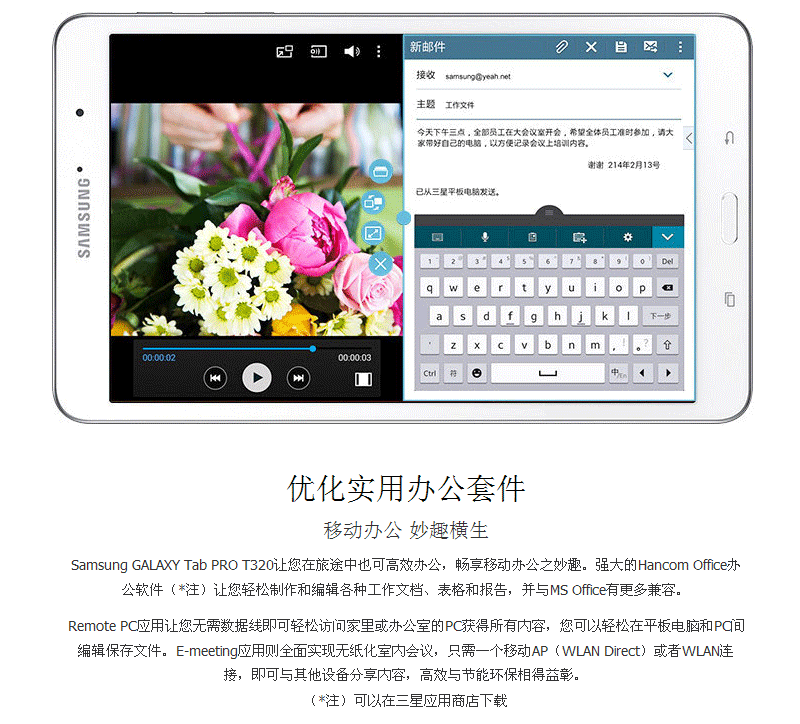 SAMSUNG
新邮件
接收 samsung@yeah.net
主题 工作文件
今天下午三点，全部员工在大会议室开会，希望全体员工准时参加，请大
家带好自己的电脑，以方便记录会议上培训内容。
谢谢 214年2月13号
已从三星平板电脑发送。
00:00:02
00:00:03
1 2 3 4 5 6 7 8 9 0 Del
q w e r t y u i o p
a s d f g h j k l 下一步
' z x c v b n m , ! 。 ?
Ctrl 符 中/En
优化实用办公套件
移动办公 妙趣横生
Samsung GALAXY Tab PRO T320让您在旅途中也可高效办公，畅享移动办公之妙趣。强大的Hancom Office办
公软件（*注）让您轻松制作和编辑各种工作文档、表格和报告，并与MS Office有更多兼容。
Remote PC应用让您无需数据线即可轻松访问家里或办公室的PC获得所有内容，您可以轻松在平板电脑和PC间
编辑保存文件。E-meeting应用则全面实现无纸化室内会议，只需一个移动AP（WLAN Direct）或者WLAN连
接，即可与其他设备分享内容，高效与节能环保相得益彰。
（*注）可以在三星应用商店下载